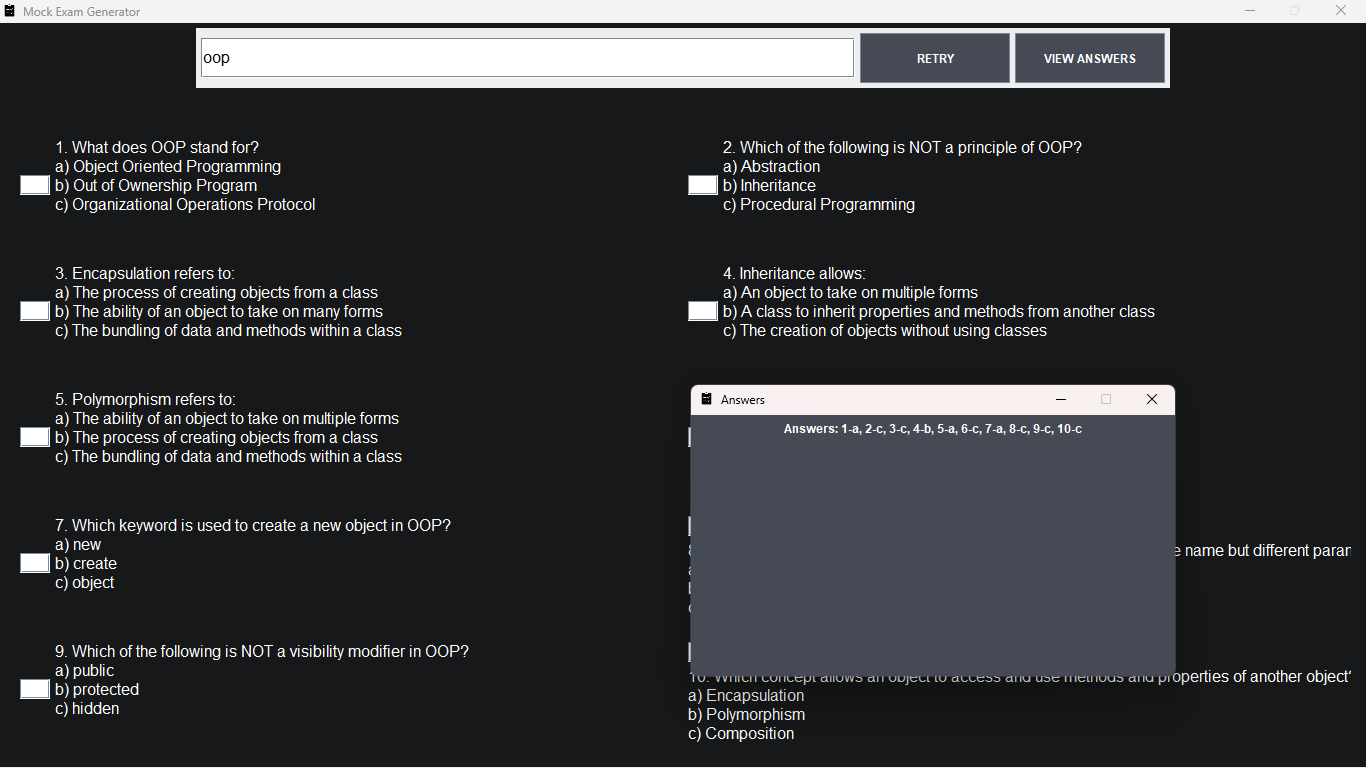 Mock Exam Generator
oop
RETRY
VIEW ANSWERS
1. What does OOP stand for?
a) Object Oriented Programming
b) Out of Ownership Program
c) Organizational Operations Protocol
2. Which of the following is NOT a principle of OOP?
a) Abstraction
b) Inheritance
c) Procedural Programming
3. Encapsulation refers to:
a) The process of creating objects from a class
b) The ability of an object to take on many forms
c) The bundling of data and methods within a class
4. Inheritance allows:
a) An object to take on multiple forms
b) A class to inherit properties and methods from another class
c) The creation of objects without using classes
5. Polymorphism refers to:
a) The ability of an object to take on multiple forms
b) The process of creating objects from a class
c) The bundling of data and methods within a class
Answers
Answers: 1-a, 2-c, 3-c, 4-b, 5-a, 6-c, 7-a, 8-c, 9-c, 10-c
7. Which keyword is used to create a new object in OOP?
a) new
b) create
c) object
name but different
9. Which of the following is NOT a visibility modifier in OOP?
a) public
b) protected
c) hidden
10. Which concept allows an object to access and use methods and properties of another object
a) Encapsulation
b) Polymorphism
c) Composition